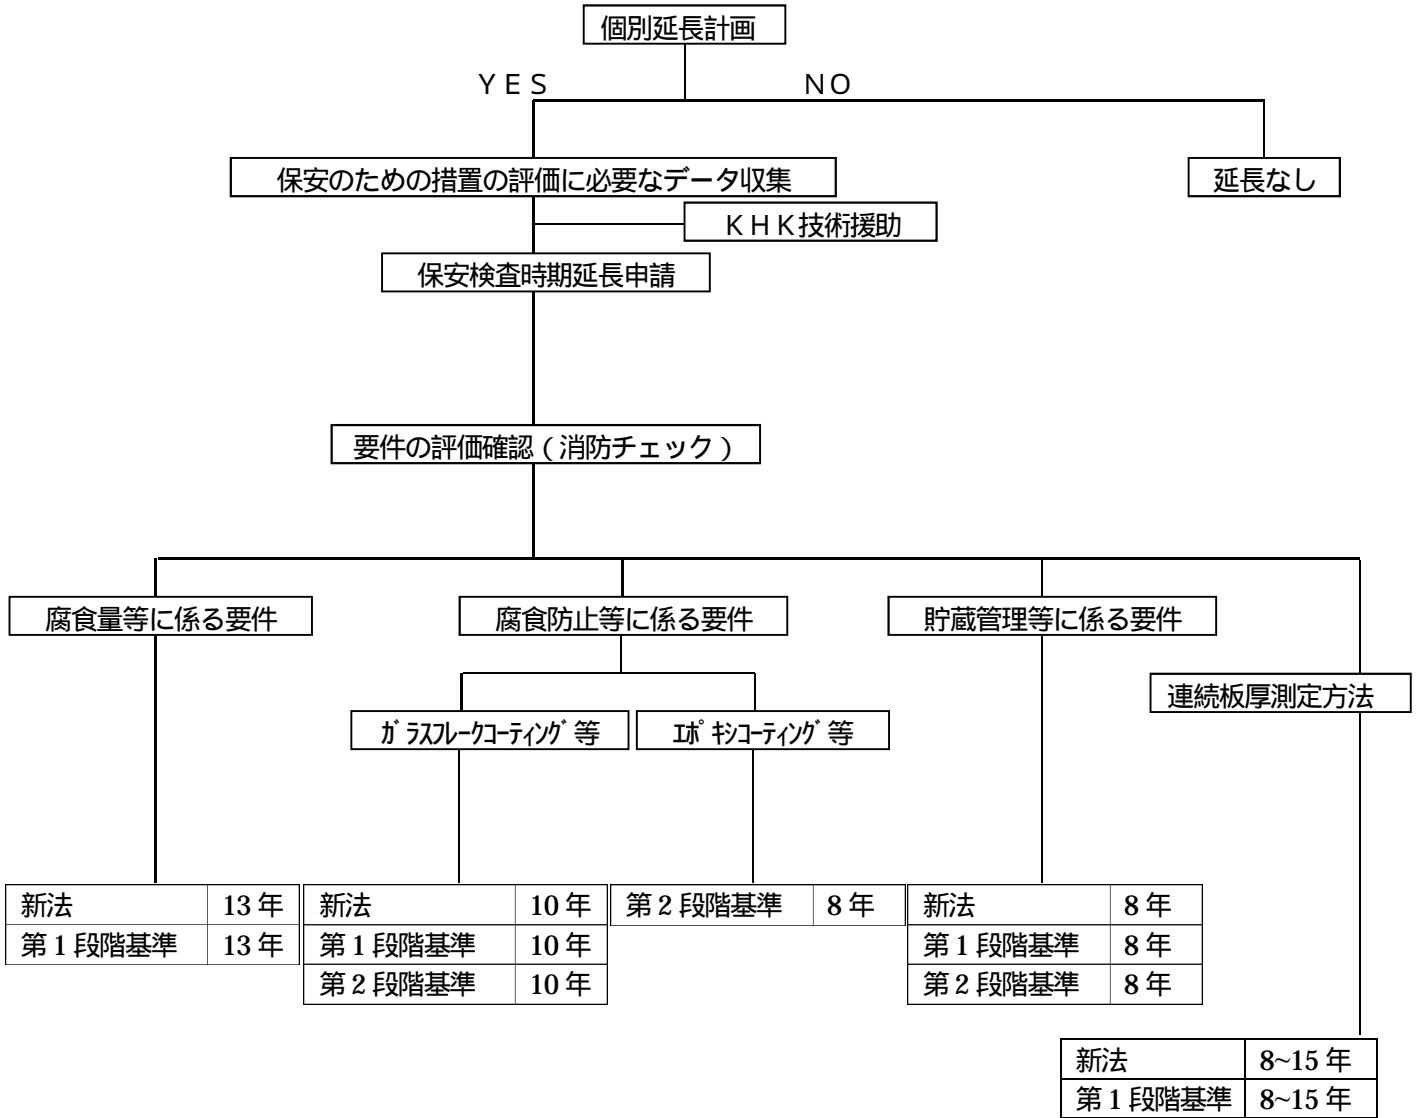 個別延長計画
ＹＥＳ
ＮＯ
保安のための措置の評価に必要なデータ収集
延長なし
ＫＨＫ技術援助
保安検査時期延長申請
要件の評価確認（消防チェック）
腐食量等に係る要件
腐食防止等に係る要件
貯蔵管理等に係る要件
連続板厚測定方法
ｶﾞﾗｽﾌﾚｰｸｺｰﾃｨﾝｸﾞ等
ｴﾎﾟｷｼｺｰﾃｨﾝｸﾞ等
新法 13年
第1段階基準 13年
新法 10年
第1段階基準 10年
第2段階基準 10年
第2段階基準 8年
新法 8年
第1段階基準 8年
第2段階基準 8年
新法 8~15年
第1段階基準 8~15年